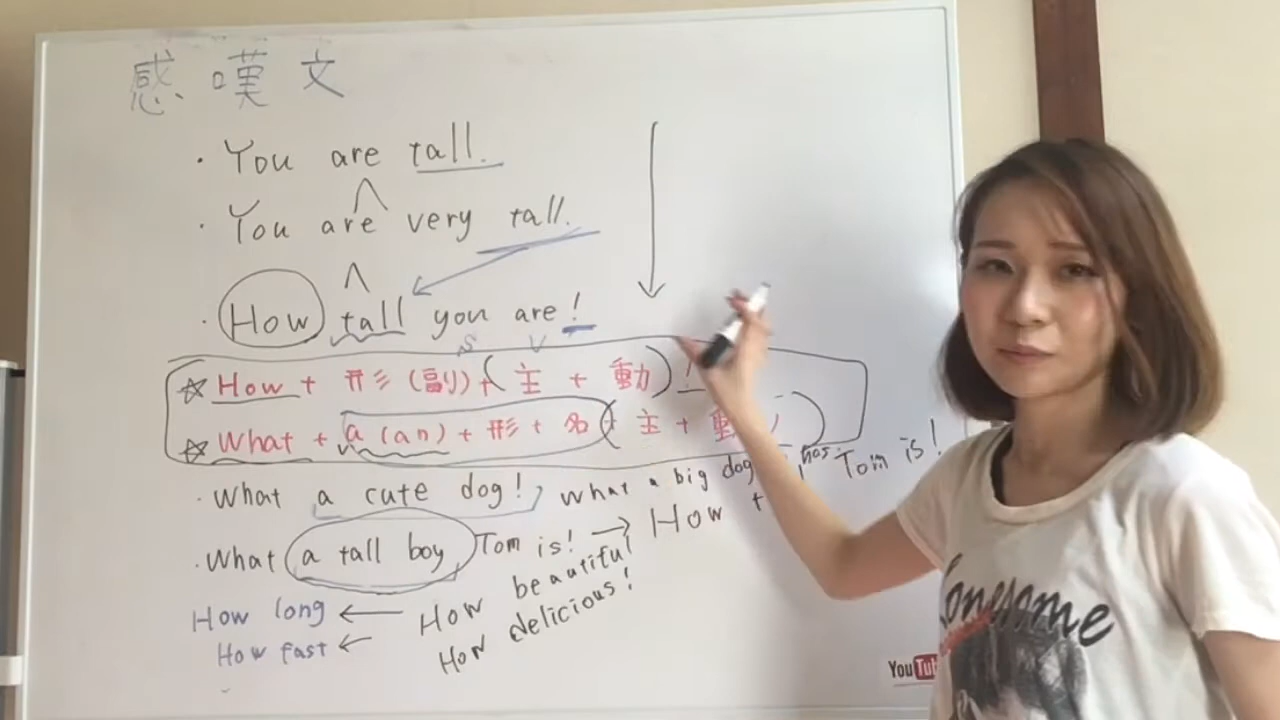 感嘆文
・You are tall.
・You are very tall.
・How tall you are!
S V
☆ How + 形(副)+(主 + 動)!
☆ What + a(an) + 形 + 名(+ 主 + 動)
・What a cute dog! What a big dog has
・What a tall boy Tom is! → How Tom is!
How long ← How beautiful
How fast ← How delicious!
Lonesome
YouTube